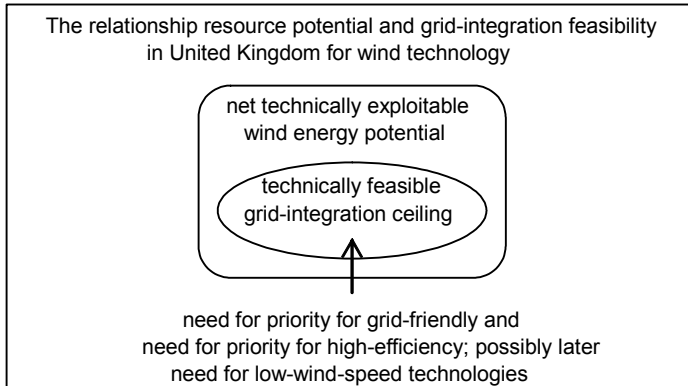 The relationship resource potential and grid-integration feasibility
in United Kingdom for wind technology
net technically exploitable
wind energy potential
technically feasible
grid-integration ceiling
need for priority for grid-friendly and
need for priority for high-efficiency; possibly later
need for low-wind-speed technologies